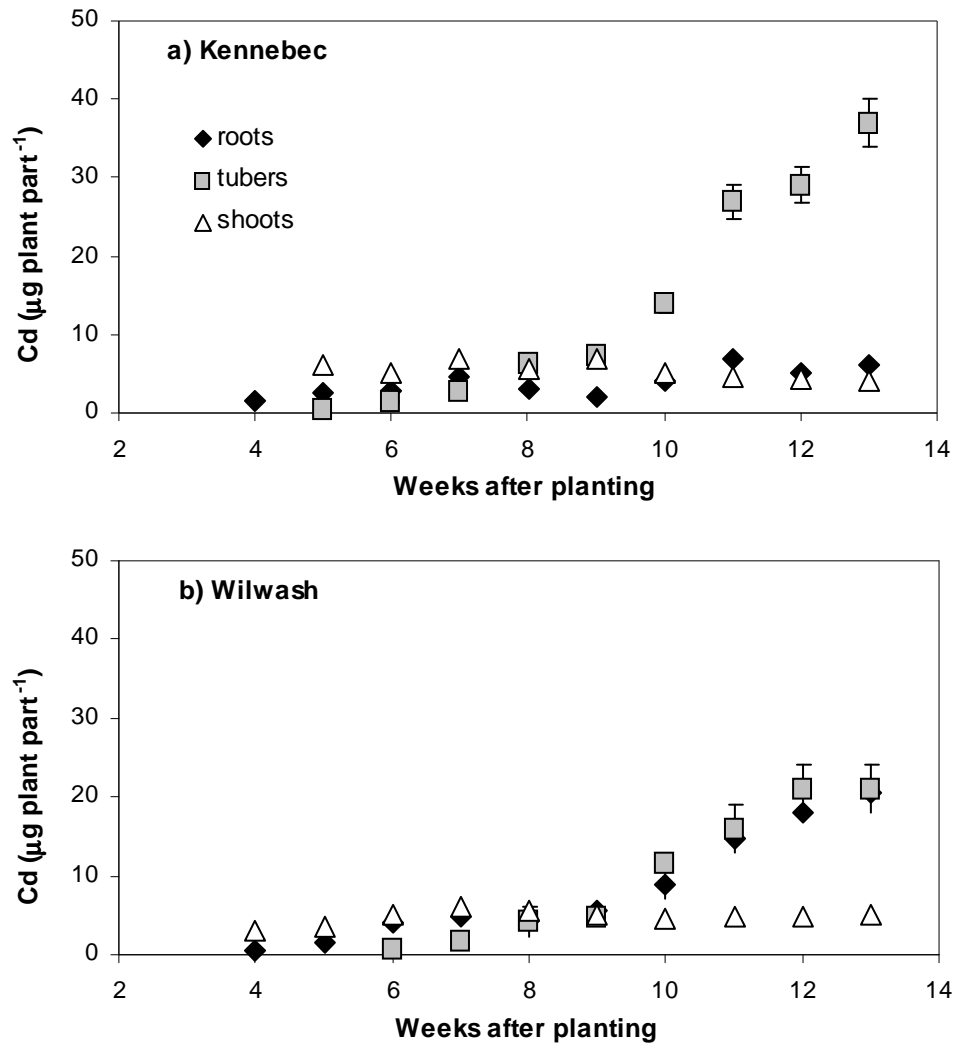 a) Kennebec
roots
tubers
shoots
Cd (µg plant part⁻¹)
50
40
30
20
10
0
2 4 6 8 10 12 14
Weeks after planting
b) Wilwash
Cd (µg plant part⁻¹)
50
40
30
20
10
0
2 4 6 8 10 12 14
Weeks after planting